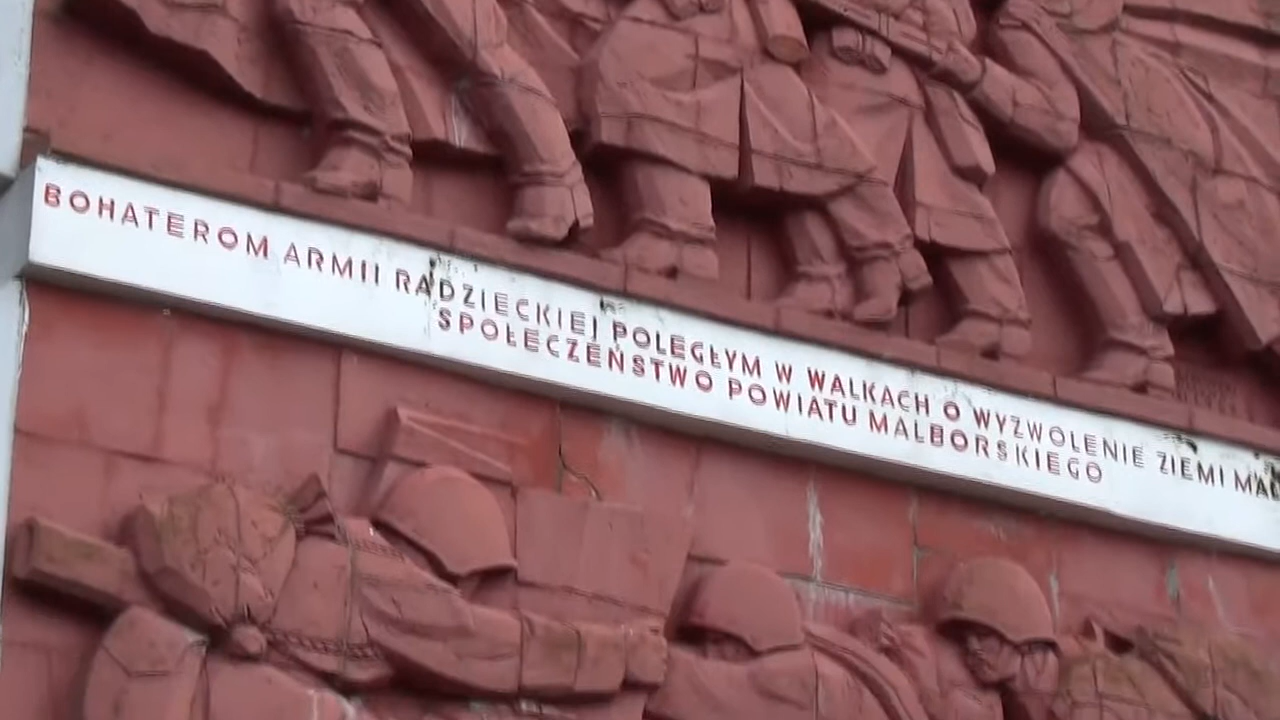 BOHATEROM ARMII RADZIECKIEJ POLEGŁYM W WALKACH O WYZWOLENIE ZIEMI
SPOŁECZEŃSTWO POWIATU MALBORSKIEGO